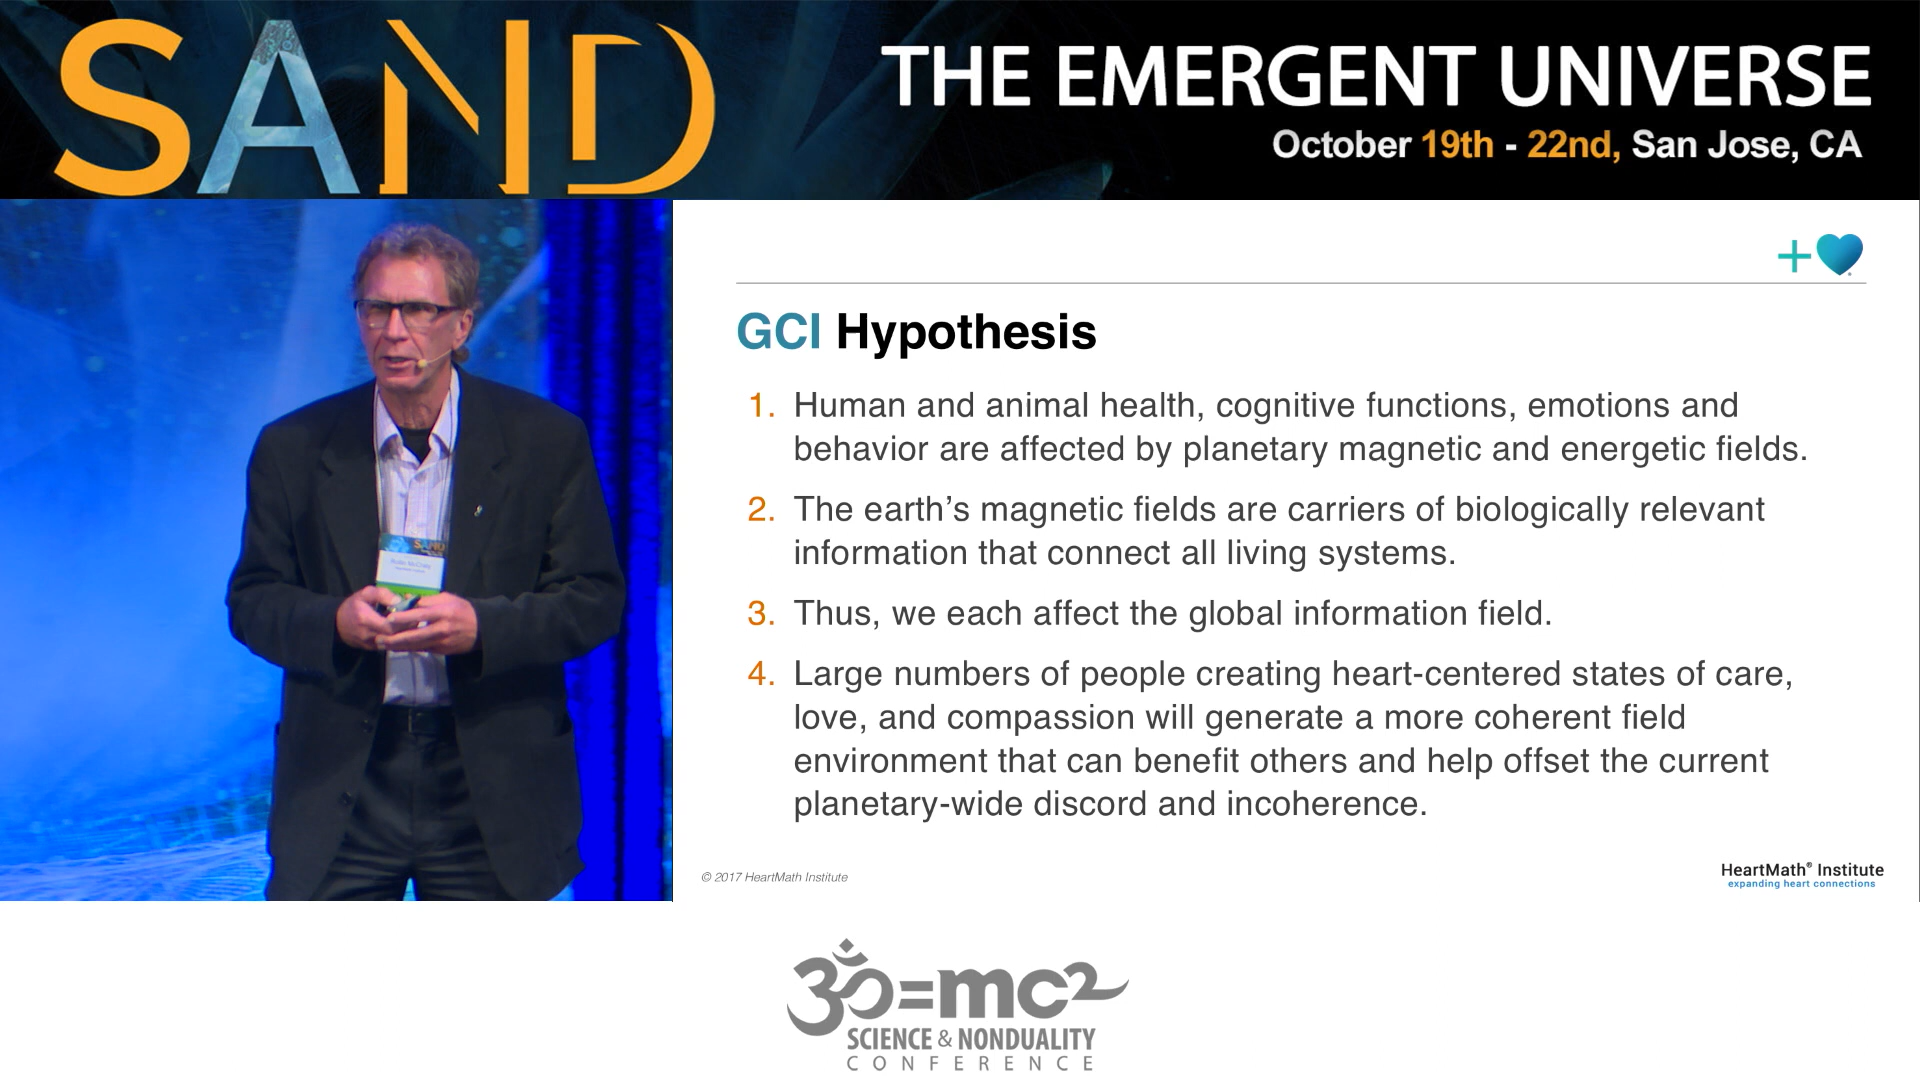 SAND
THE EMERGENT UNIVERSE
October 19th - 22nd, San Jose, CA
GCI Hypothesis
1. Human and animal health, cognitive functions, emotions and
behavior are affected by planetary magnetic and energetic fields.
2. The earth’s magnetic fields are carriers of biologically relevant
information that connect all living systems.
3. Thus, we each affect the global information field.
4. Large numbers of people creating heart-centered states of care,
love, and compassion will generate a more coherent field
environment that can benefit others and help offset the current
planetary-wide discord and incoherence.
© 2017 HeartMath Institute
HeartMath® Institute
expanding heart connections
ॐ=mc²
SCIENCE & NONDUALITY
CONFERENCE